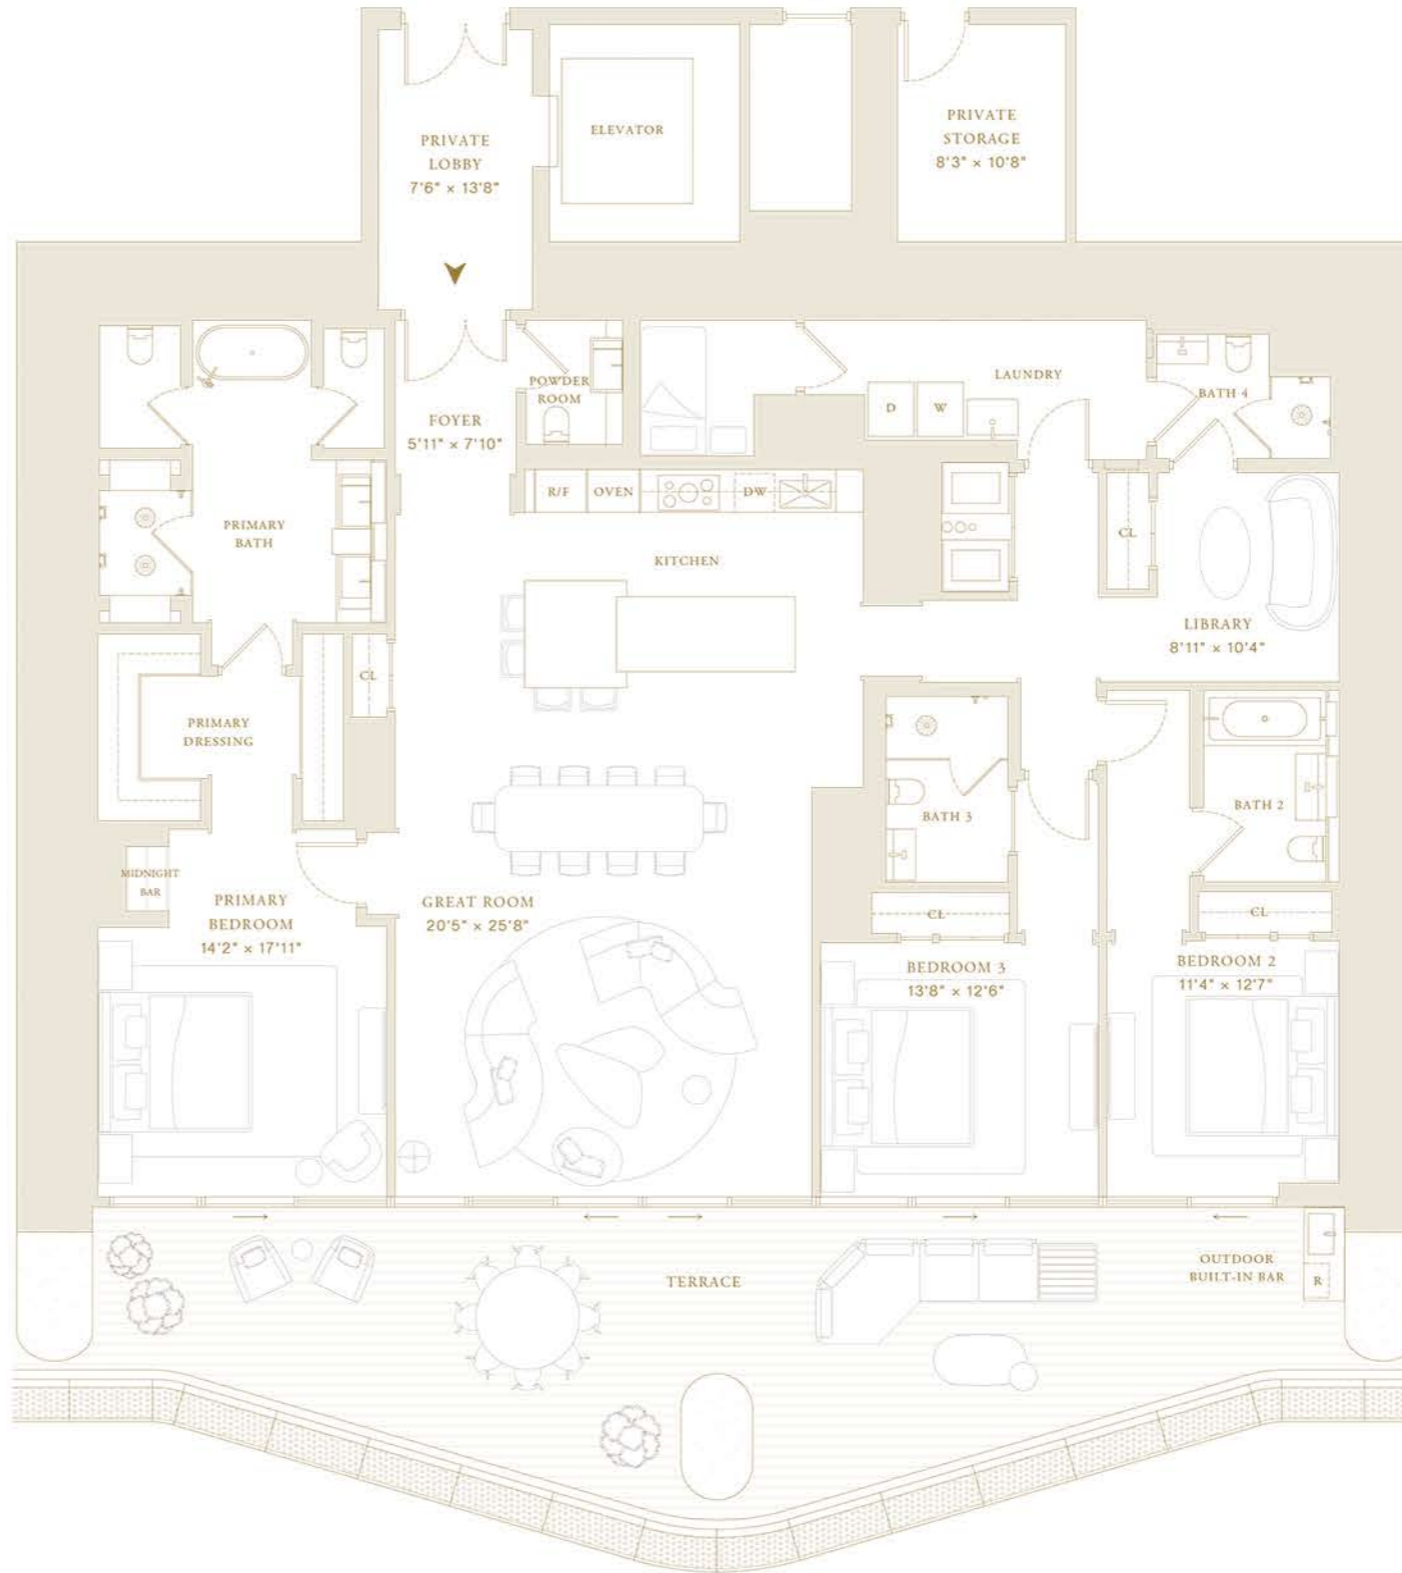 ELEVATOR
PRIVATE
LOBBY
7'6" × 13'8"
PRIVATE
STORAGE
8'3" × 10'8"
POWDER
ROOM
FOYER
5'11" × 7'10"
LAUNDRY
D
W
BATH 4
R/F
OVEN
DW
KITCHEN
CL
PRIMARY
BATH
LIBRARY
8'11" × 10'4"
CL
PRIMARY
DRESSING
BATH 3
BATH 2
MIDNIGHT
BAR
PRIMARY
BEDROOM
14'2" × 17'11"
GREAT ROOM
20'5" × 25'8"
CL
CL
BEDROOM 3
13'8" × 12'6"
BEDROOM 2
11'4" × 12'7"
TERRACE
OUTDOOR
BUILT-IN BAR
R